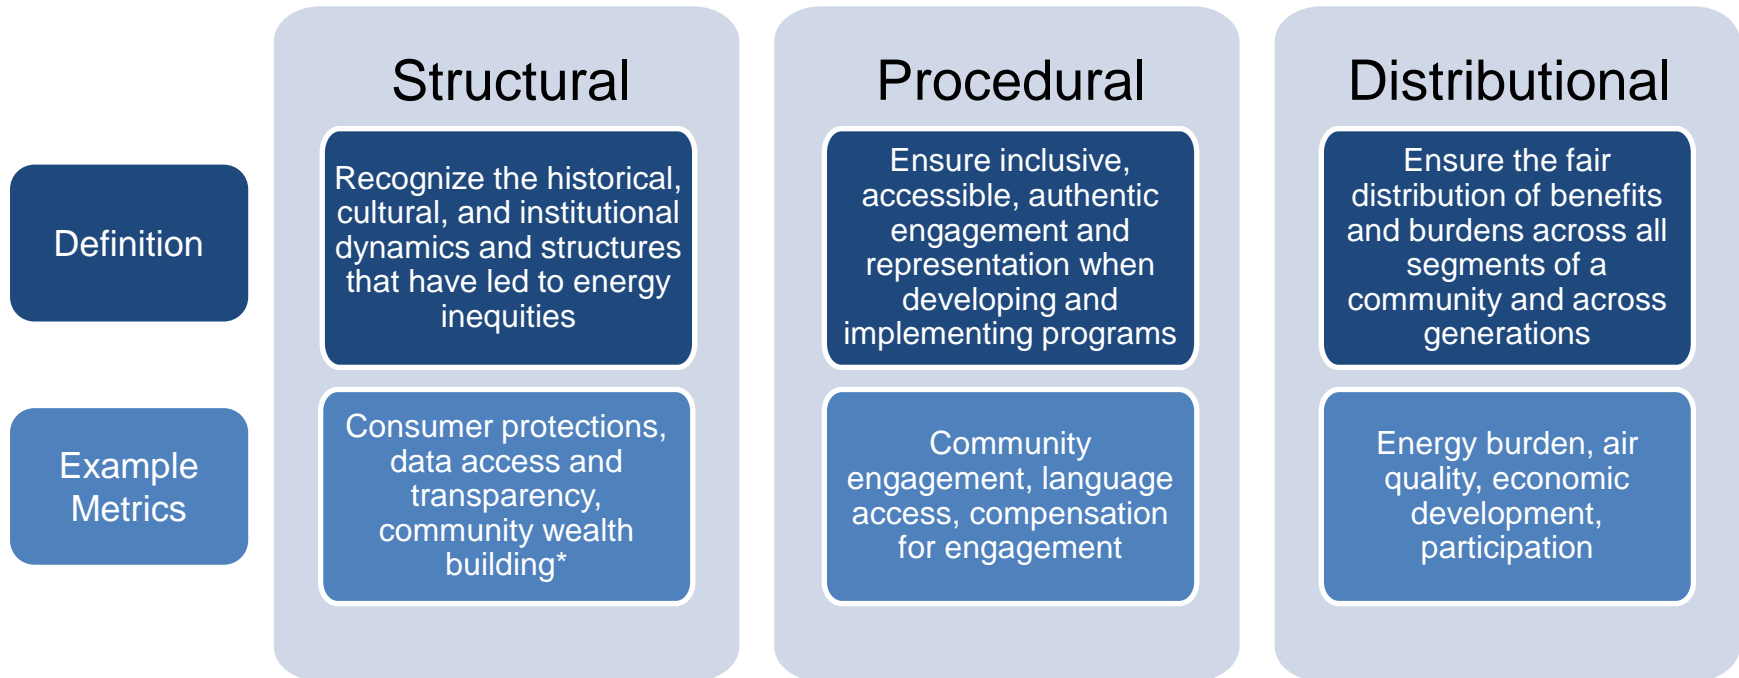 Structural
Procedural
Distributional
Definition
Recognize the historical,
cultural, and institutional
dynamics and structures
that have led to energy
inequities
Ensure inclusive,
accessible, authentic
engagement and
representation when
developing and
implementing programs
Ensure the fair
distribution of benefits
and burdens across all
segments of a
community and across
generations
Example
Metrics
Consumer protections,
data access and
transparency,
community wealth
building*
Community
engagement, language
access, compensation
for engagement
Energy burden, air
quality, economic
development,
participation